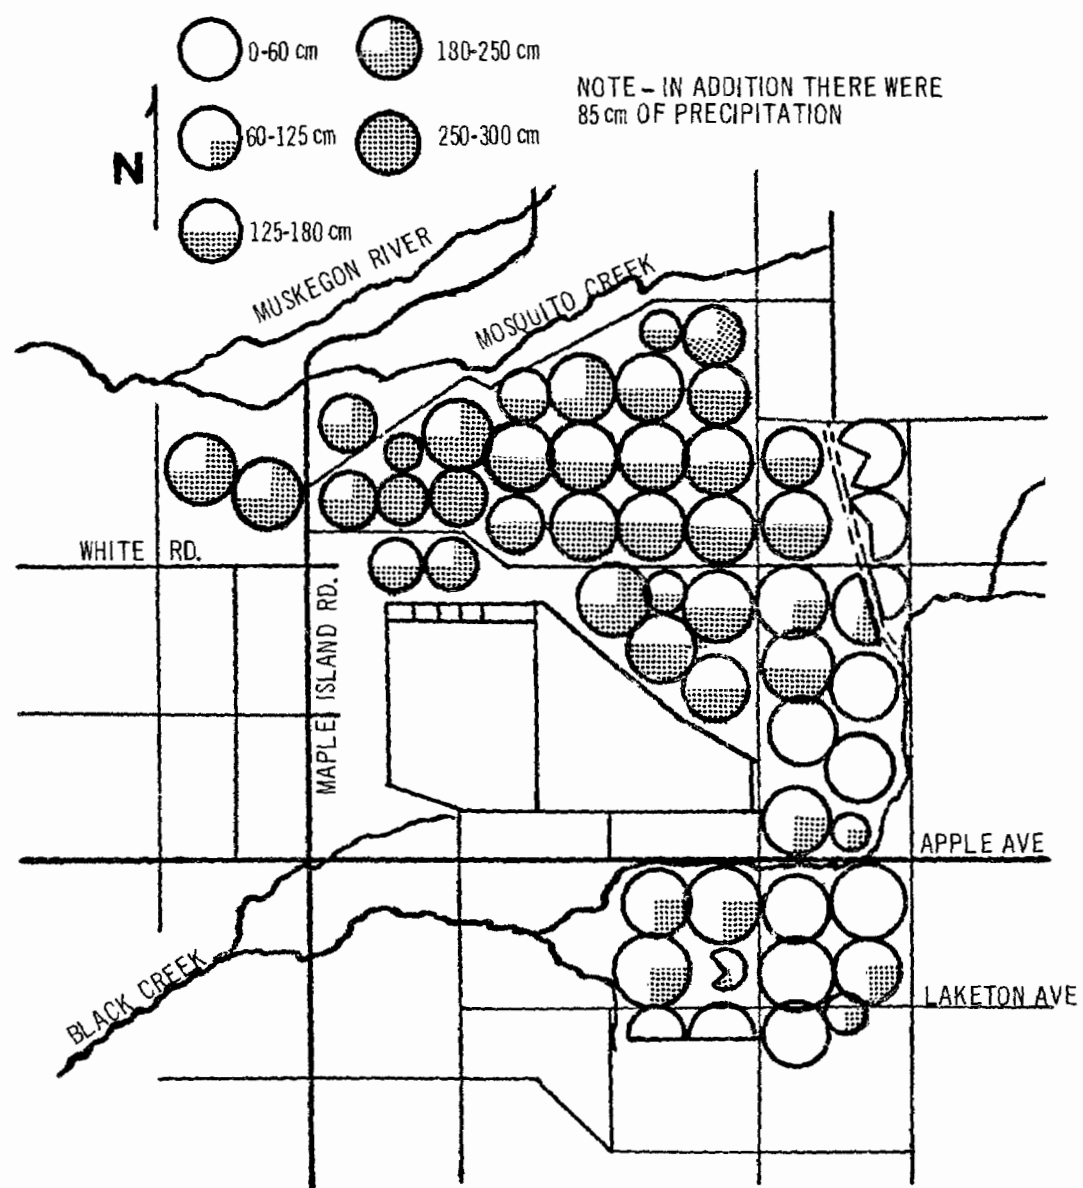 0-60 cm
180-250 cm
NOTE - IN ADDITION THERE WERE
85 cm OF PRECIPITATION
60-125 cm
250-300 cm
N
125-180 cm
MUSKEGON RIVER
MOSQUITO CREEK
WHITE RD.
MAPLE ISLAND RD.
APPLE AVE
BLACK CREEK
LAKETON AVE